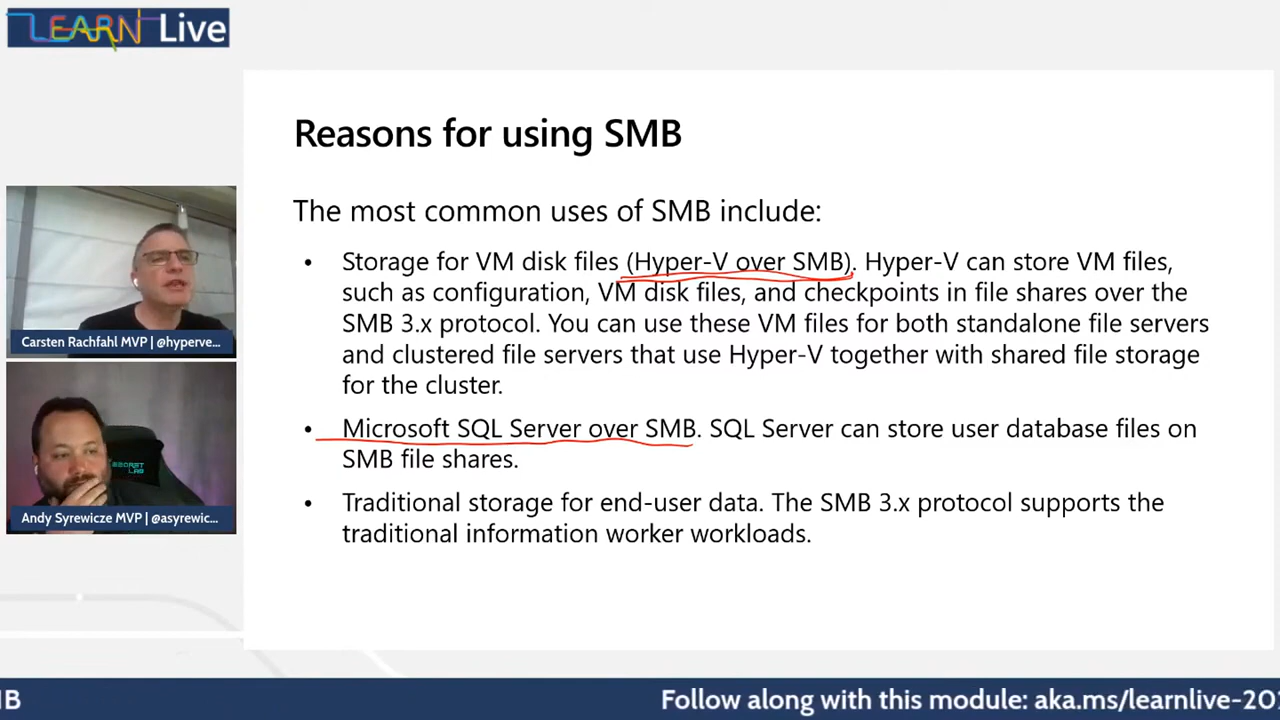 LEARN Live
Reasons for using SMB
The most common uses of SMB include:
• Storage for VM disk files (Hyper-V over SMB). Hyper-V can store VM files,
such as configuration, VM disk files, and checkpoints in file shares over the
SMB 3.x protocol. You can use these VM files for both standalone file servers
and clustered file servers that use Hyper-V together with shared file storage
for the cluster.
• Microsoft SQL Server over SMB. SQL Server can store user database files on
SMB file shares.
• Traditional storage for end-user data. The SMB 3.x protocol supports the
traditional information worker workloads.
Carsten Rachfahl MVP | @hyperve...
SECRET
LAB
Andy Syrewicze MVP | @asyrewic...
MB
Follow along with this module: aka.ms/learnlive-202